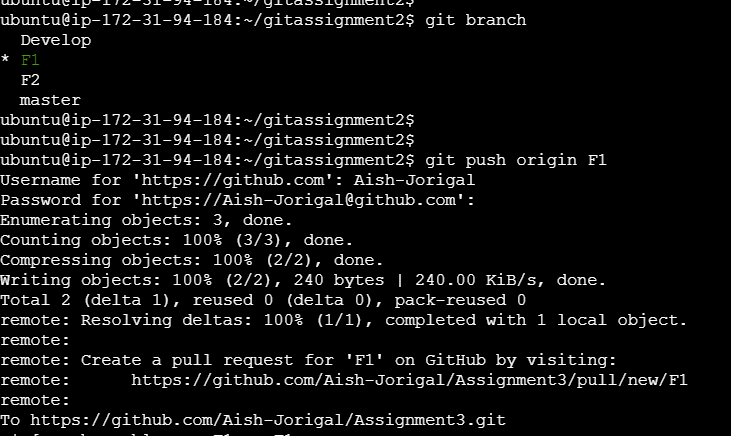 ubuntu@ip-172-31-94-184:~/gitassignment2$
ubuntu@ip-172-31-94-184:~/gitassignment2$ git branch
  Develop
* F1
  F2
  master
ubuntu@ip-172-31-94-184:~/gitassignment2$
ubuntu@ip-172-31-94-184:~/gitassignment2$
ubuntu@ip-172-31-94-184:~/gitassignment2$ git push origin F1
Username for 'https://github.com': Aish-Jorigal
Password for 'https://Aish-Jorigal@github.com':
Enumerating objects: 3, done.
Counting objects: 100% (3/3), done.
Compressing objects: 100% (2/2), done.
Writing objects: 100% (2/2), 240 bytes | 240.00 KiB/s, done.
Total 2 (delta 1), reused 0 (delta 0), pack-reused 0
remote: Resolving deltas: 100% (1/1), completed with 1 local object.
remote:
remote: Create a pull request for 'F1' on GitHub by visiting:
remote:      https://github.com/Aish-Jorigal/Assignment3/pull/new/F1
remote:
To https://github.com/Aish-Jorigal/Assignment3.git